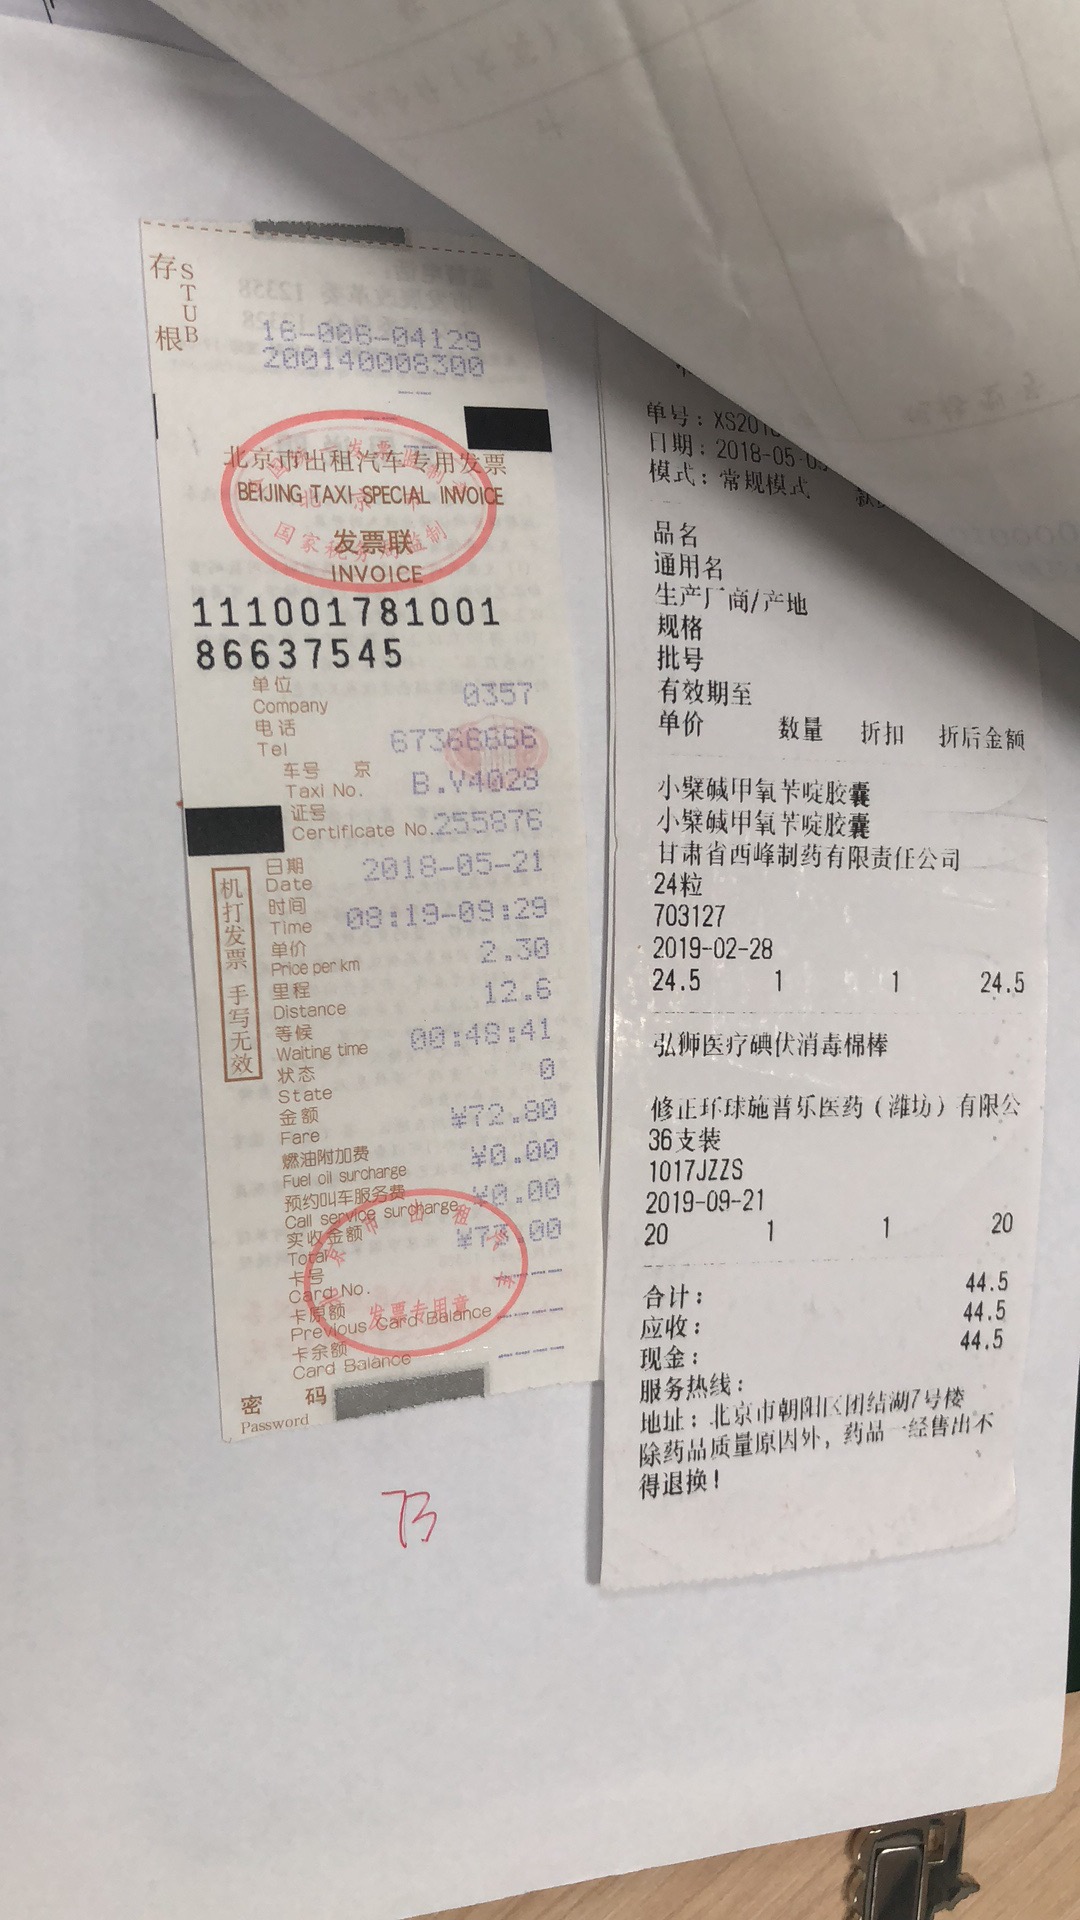 存根
STUB
16-006-04129
200140008300
北京市出租汽车专用发票
BEIJING TAXI SPECIAL INVOICE
发票联
INVOICE
国家税务局监制
111001781001
86637545
单位 0357
Company
电话 67366666
Tel
车号 京 B.V4028
Taxi No.
证号
Certificate No. 255876
日期 2018-05-21
Date
时间 08:19-09:29
Time
单价 2.30
Price per km
里程 12.6
Distance
等候 00:48:41
Waiting time
状态 0
State
金额 ¥72.80
Fare
燃油附加费 ¥0.00
Fuel oil surcharge
预约叫车服务费 ¥0.00
Call service surcharge
实收金额 ¥73.00
Total
卡号
Card No.
卡原额
Previous Card Balance
卡余额
Card Balance
发票专用章
密码
Password
机打发票 手写无效
73
单号：XS201
日期：2018-05-0
模式：常规模式
品名
通用名
生产厂商/产地
规格
批号
有效期至
单价 数量 折扣 折后金额
小檗碱甲氧苄啶胶囊
小檗碱甲氧苄啶胶囊
甘肃省西峰制药有限责任公司
24粒
703127
2019-02-28
24.5 1 1 24.5
弘狮医疗碘伏消毒棉棒
修正环球施普乐医药（潍坊）有限公
36支装
1017JZZS
2019-09-21
20 1 1 20
合计： 44.5
应收： 44.5
现金： 44.5
服务热线：
地址：北京市朝阳区团结湖7号楼
除药品质量原因外，药品一经售出不
得退换！